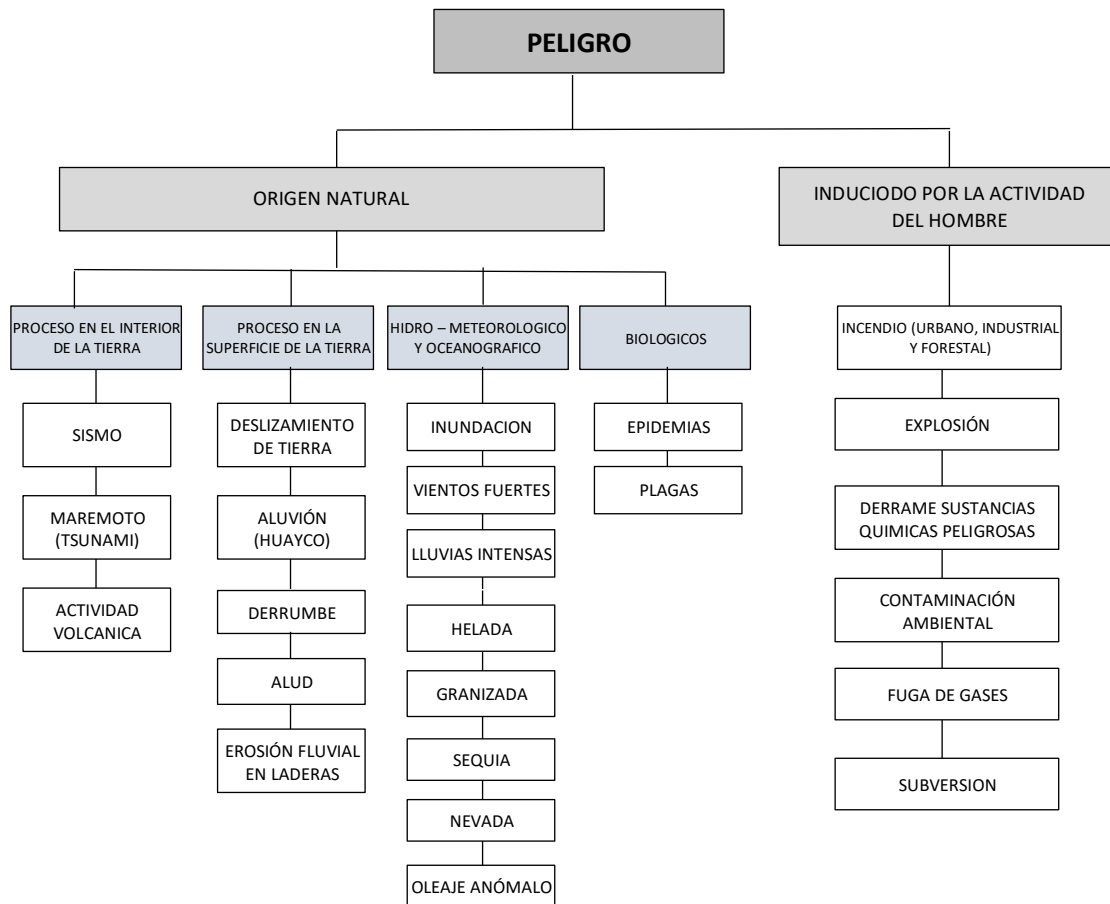 PELIGRO
ORIGEN NATURAL
INDUCIODO POR LA ACTIVIDAD
DEL HOMBRE
PROCESO EN EL INTERIOR
DE LA TIERRA
PROCESO EN LA
SUPERFICIE DE LA TIERRA
HIDRO – METEOROLOGICO
Y OCEANOGRAFICO
BIOLOGICOS
INCENDIO (URBANO, INDUSTRIAL
Y FORESTAL)
SISMO
MAREMOTO
(TSUNAMI)
ACTIVIDAD
VOLCANICA
DESLIZAMIENTO
DE TIERRA
ALUVIÓN
(HUAYCO)
DERRUMBE
ALUD
EROSIÓN FLUVIAL
EN LADERAS
INUNDACION
VIENTOS FUERTES
LLUVIAS INTENSAS
HELADA
GRANIZADA
SEQUIA
NEVADA
OLEAJE ANÓMALO
EPIDEMIAS
PLAGAS
EXPLOSIÓN
DERRAME SUSTANCIAS
QUIMICAS PELIGROSAS
CONTAMINACIÓN
AMBIENTAL
FUGA DE GASES
SUBVERSION